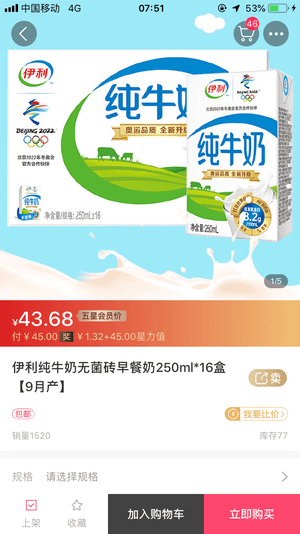 中国移动 4G 07:51 53%
46
伊利
BEIJING 2022
北京2022年冬奥会
官方合作伙伴
纯牛奶
奥运品质 全新升级
伊利
北京2022年冬奥会官方合作伙伴
纯牛奶
臻运品质 全新升级
3.2g
250mL
净含量/规格: 250mLx16
1/5
¥43.68 五星会员价
付 ¥45.00 奖 ¥1.32+45.00星力值
伊利纯牛奶无菌砖早餐奶250ml*16盒
【9月产】
卖
包邮
我要比价>
销量1520
库存77
规格 请选择规格
上架
收藏
加入购物车
立即购买